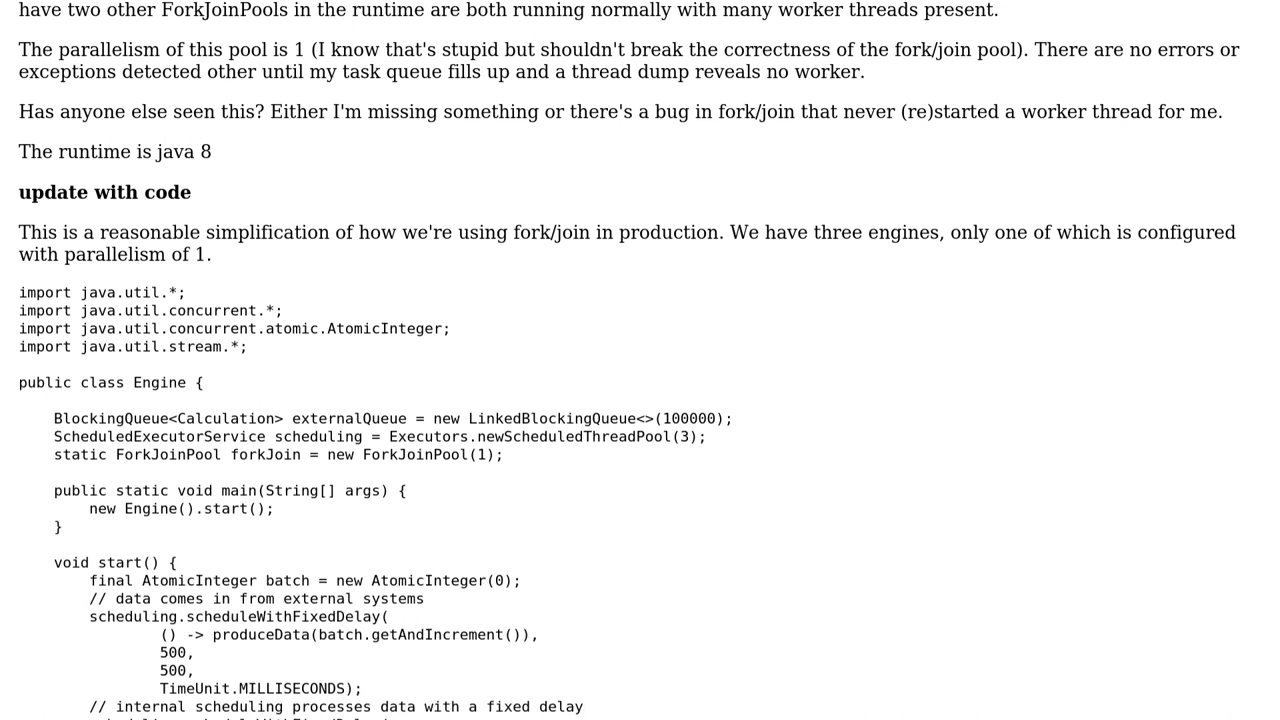 have two other ForkJoinPools in the runtime are both running normally with many worker threads present.
The parallelism of this pool is 1 (I know that's stupid but shouldn't break the correctness of the fork/join pool). There are no errors or
exceptions detected other until my task queue fills up and a thread dump reveals no worker.
Has anyone else seen this? Either I'm missing something or there's a bug in fork/join that never (re)started a worker thread for me.
The runtime is java 8
update with code
This is a reasonable simplification of how we're using fork/join in production. We have three engines, only one of which is configured
with parallelism of 1.
import java.util.*;
import java.util.concurrent.*;
import java.util.concurrent.atomic.AtomicInteger;
import java.util.stream.*;
public class Engine {
    BlockingQueue<Calculation> externalQueue = new LinkedBlockingQueue<>(100000);
    ScheduledExecutorService scheduling = Executors.newScheduledThreadPool(3);
    static ForkJoinPool forkJoin = new ForkJoinPool(1);
    public static void main(String[] args) {
        new Engine().start();
    }
    void start() {
        final AtomicInteger batch = new AtomicInteger(0);
        // data comes in from external systems
        scheduling.scheduleWithFixedDelay(
                () -> produceData(batch.getAndIncrement()),
                500,
                500,
                TimeUnit.MILLISECONDS);
        // internal scheduling processes data with a fixed delay